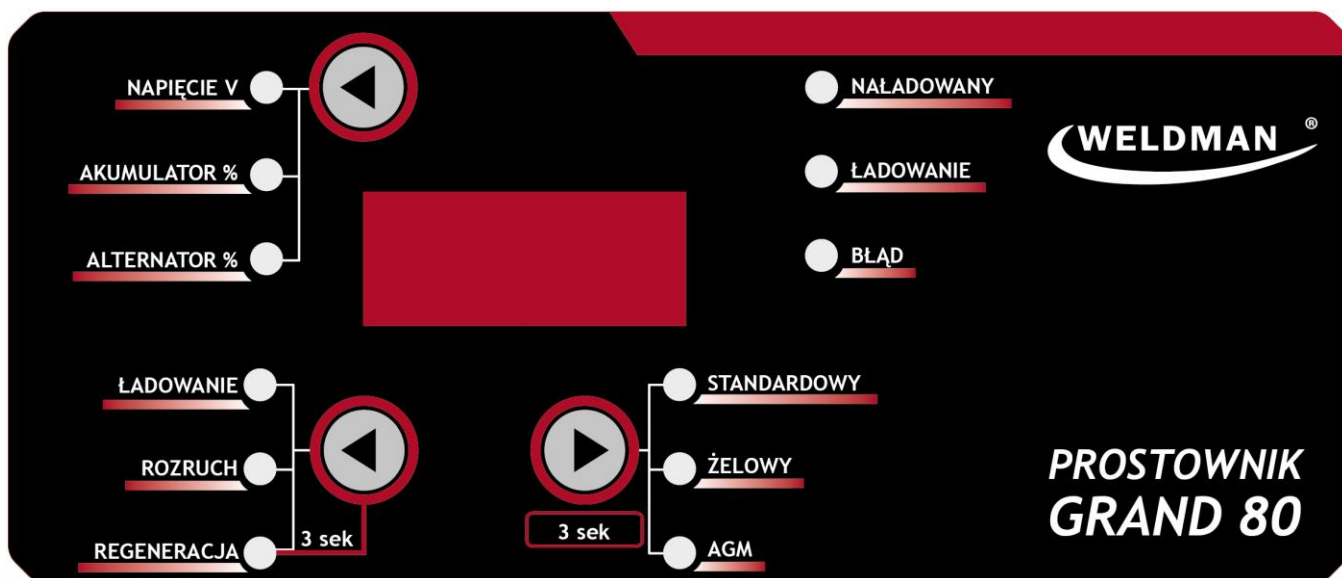 NAPIĘCIE V
AKUMULATOR %
ALTERNATOR %
NAŁADOWANY
ŁADOWANIE
BŁĄD
WELDMAN ®
ŁADOWANIE
ROZRUCH
REGENERACJA
3 sek
3 sek
STANDARDOWY
ŻELOWY
AGM
PROSTOWNIK
GRAND 80